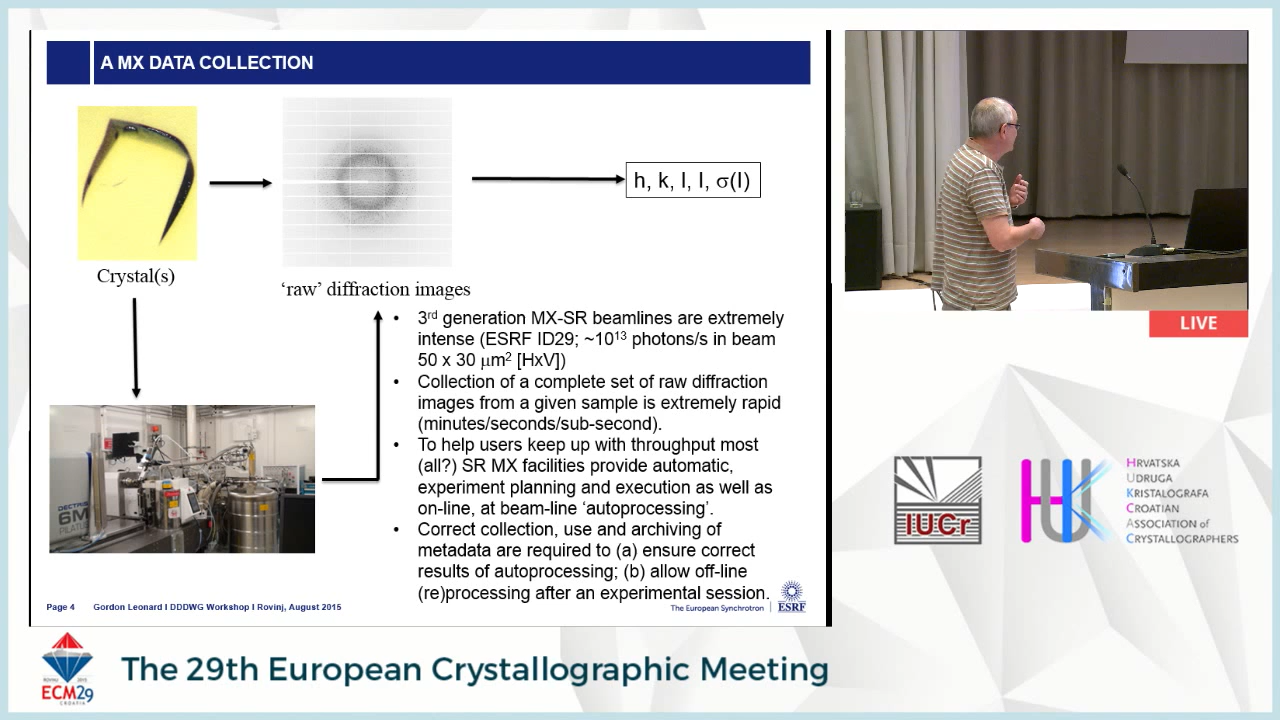 A MX DATA COLLECTION
h, k, l, I, σ(I)
Crystal(s)
‘raw’ diffraction images
• 3rd generation MX-SR beamlines are extremely
intense (ESRF ID29; ~10¹³ photons/s in beam
50 x 30 μm² [HxV])
• Collection of a complete set of raw diffraction
images from a given sample is extremely rapid
(minutes/seconds/sub-second).
• To help users keep up with throughput most
(all?) SR MX facilities provide automatic,
experiment planning and execution as well as
on-line, at beam-line ‘autoprocessing’.
• Correct collection, use and archiving of
metadata are required to (a) ensure correct
results of autoprocessing; (b) allow off-line
(re)processing after an experimental session.
DECTRIS
6M
PILATUS
Page 4 Gordon Leonard I DDDWG Workshop I Rovinj, August 2015
The European Synchrotron
ESRF
LIVE
IUCr
HUK
HRVATSKA
UDRUGA
KRISTALOGRAFA
CROATIAN
ASSOCIATION of
CRYSTALLOGRAPHERS
ECM29
CROATIA
The 29th European Crystallographic Meeting